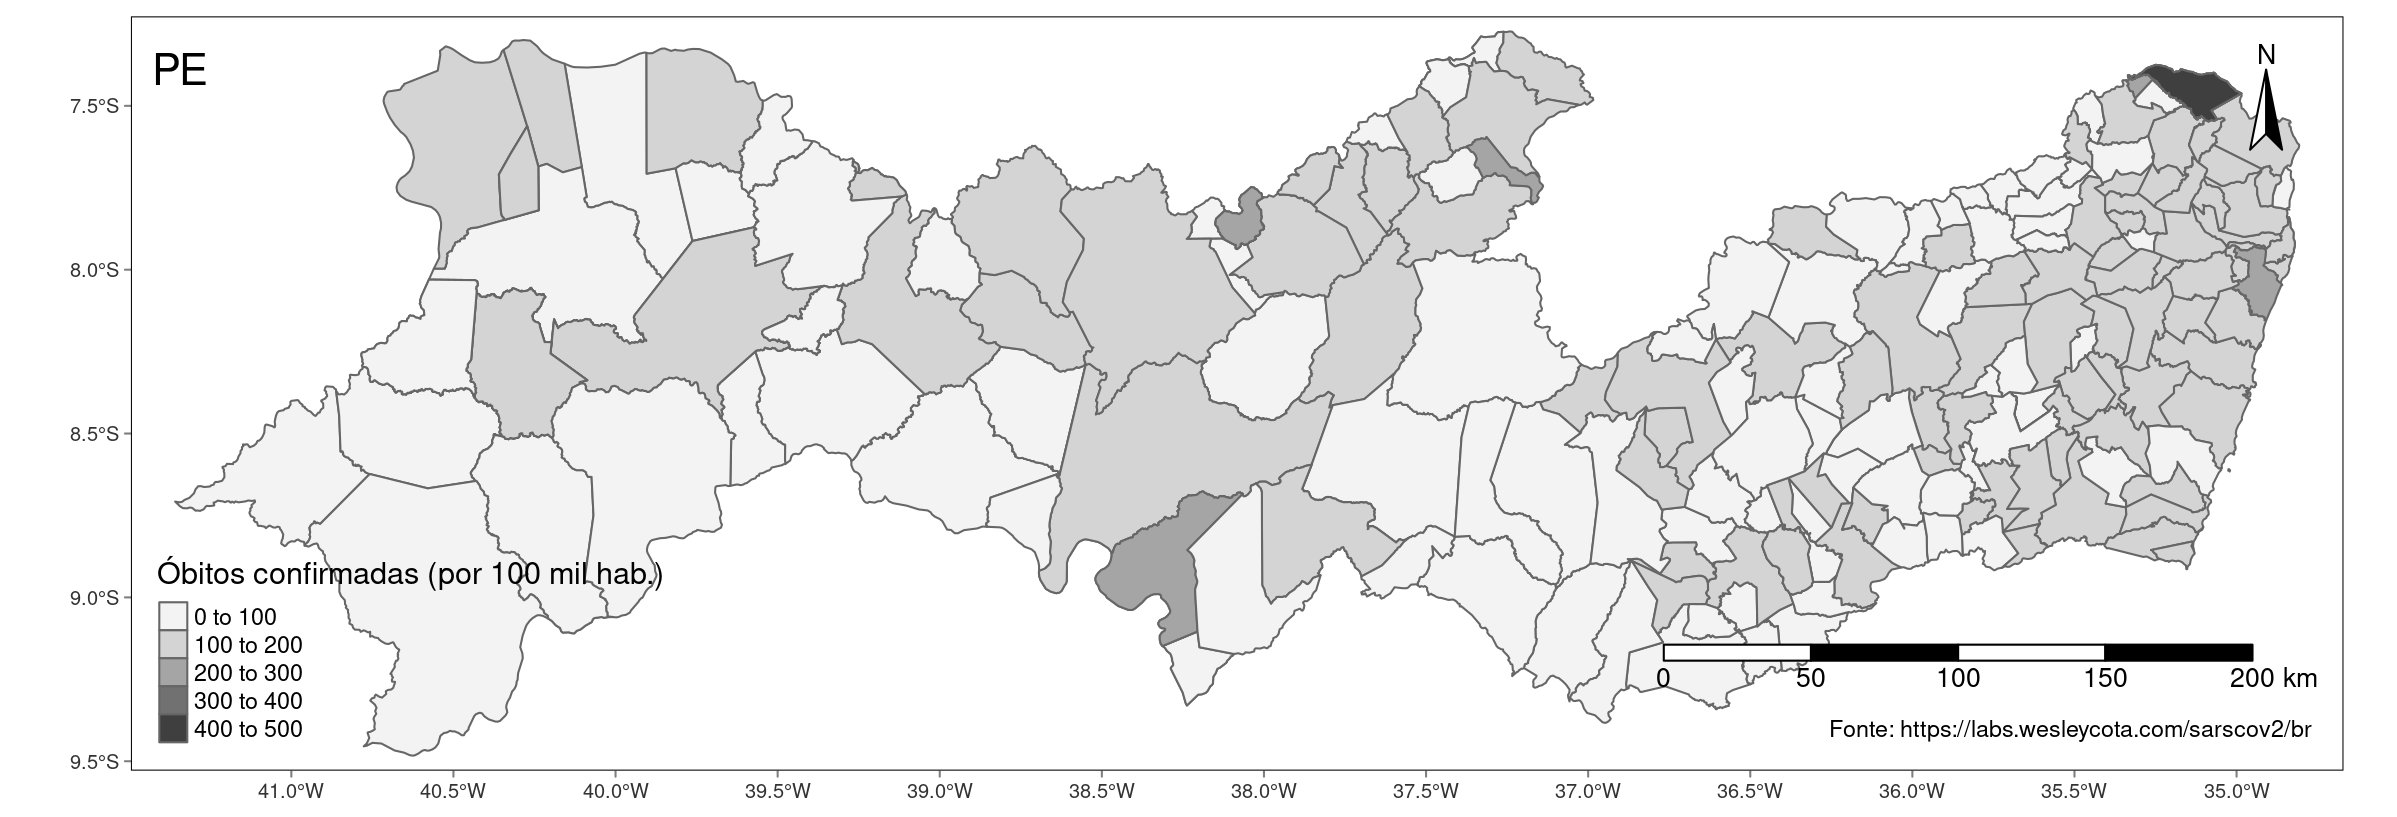 PE
N
7.5°S
8.0°S
8.5°S
9.0°S
9.5°S
Óbitos confirmadas (por 100 mil hab.)
0 to 100
100 to 200
200 to 300
300 to 400
400 to 500
0 50 100 150 200 km
Fonte: https://labs.wesleycota.com/sarscov2/br
41.0°W 40.5°W 40.0°W 39.5°W 39.0°W 38.5°W 38.0°W 37.5°W 37.0°W 36.5°W 36.0°W 35.5°W 35.0°W